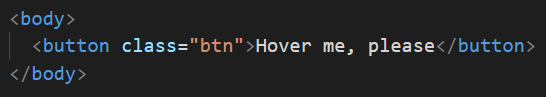 <body>
<button class="btn">Hover me, please</button>
</body>